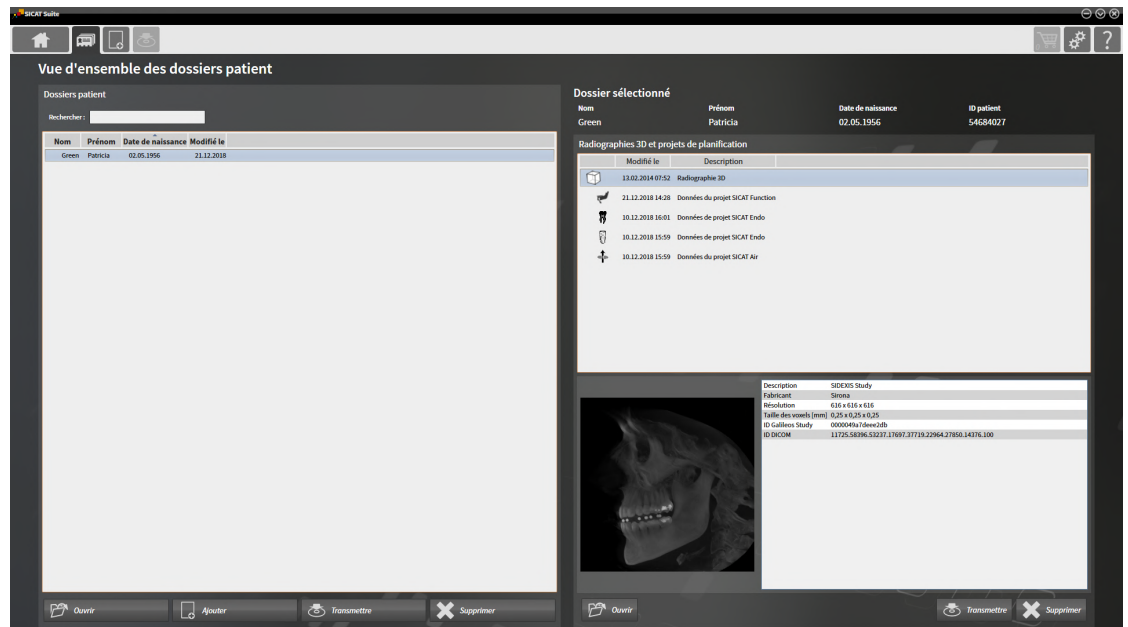 SICAT Suite
?
Vue d'ensemble des dossiers patient
Dossiers patient
Rechercher:
Nom Prénom Date de naissance Modifié le
Green Patricia 02.05.1956 21.12.2018
Ouvrir Ajouter Transmettre Supprimer
Dossier sélectionné
Nom Prénom Date de naissance ID patient
Green Patricia 02.05.1956 54684027
Radiographies 3D et projets de planification
Modifié le Description
13.02.2014 07:52 Radiographie 3D
21.12.2018 14:28 Données du projet SICAT Function
10.12.2018 16:01 Données de projet SICAT Endo
10.12.2018 15:59 Données de projet SICAT Endo
10.12.2018 15:59 Données du projet SICAT Air
Description SIDEXIS Study
Fabricant Sirona
Résolution 616 x 616 x 616
Taille des voxels [mm] 0,25 x 0,25 x 0,25
ID Galileos Study 0000049a7deee2db
ID DICOM 11725.58396.53237.17697.37719.22964.27850.14376.100
Ouvrir Transmettre Supprimer